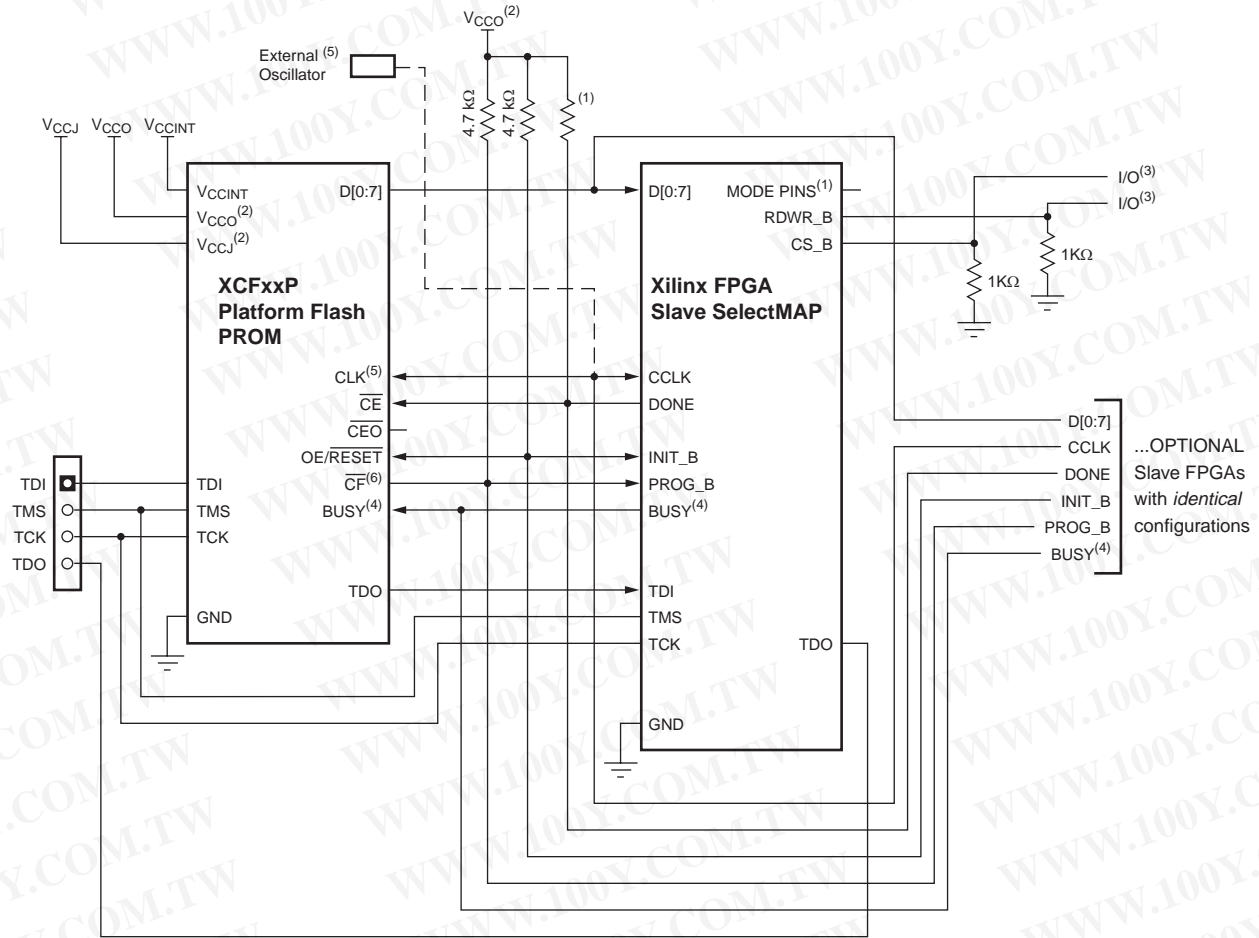 VCCO(2)
External (5)
Oscillator
4.7 kΩ
4.7 kΩ
(1)
VCCJ VCCO VCCINT
VCCINT
VCCO(2)
VCCJ(2)
D[0:7]
XCFxxP
Platform Flash
PROM
CLK(5)
CE
CEO
OE/RESET
CF(6)
BUSY(4)
TDI
TMS
TCK
TDO
GND
TDI
TMS
TCK
TDO
D[0:7]
MODE PINS(1)
RDWR_B
CS_B
Xilinx FPGA
Slave SelectMAP
CCLK
DONE
INIT_B
PROG_B
BUSY(4)
TDI
TMS
TCK
TDO
GND
I/O(3)
I/O(3)
1KΩ
1KΩ
D[0:7]
CCLK
DONE
INIT_B
PROG_B
BUSY(4)
...OPTIONAL
Slave FPGAs
with identical
configurations
WWW.100Y.COM.TW